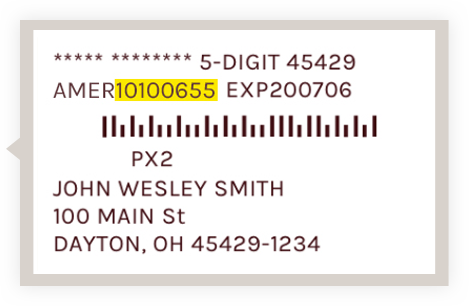 ***** ******** 5-DIGIT 45429
AMER10100655 EXP200706
PX2
JOHN WESLEY SMITH
100 MAIN St
DAYTON, OH 45429-1234